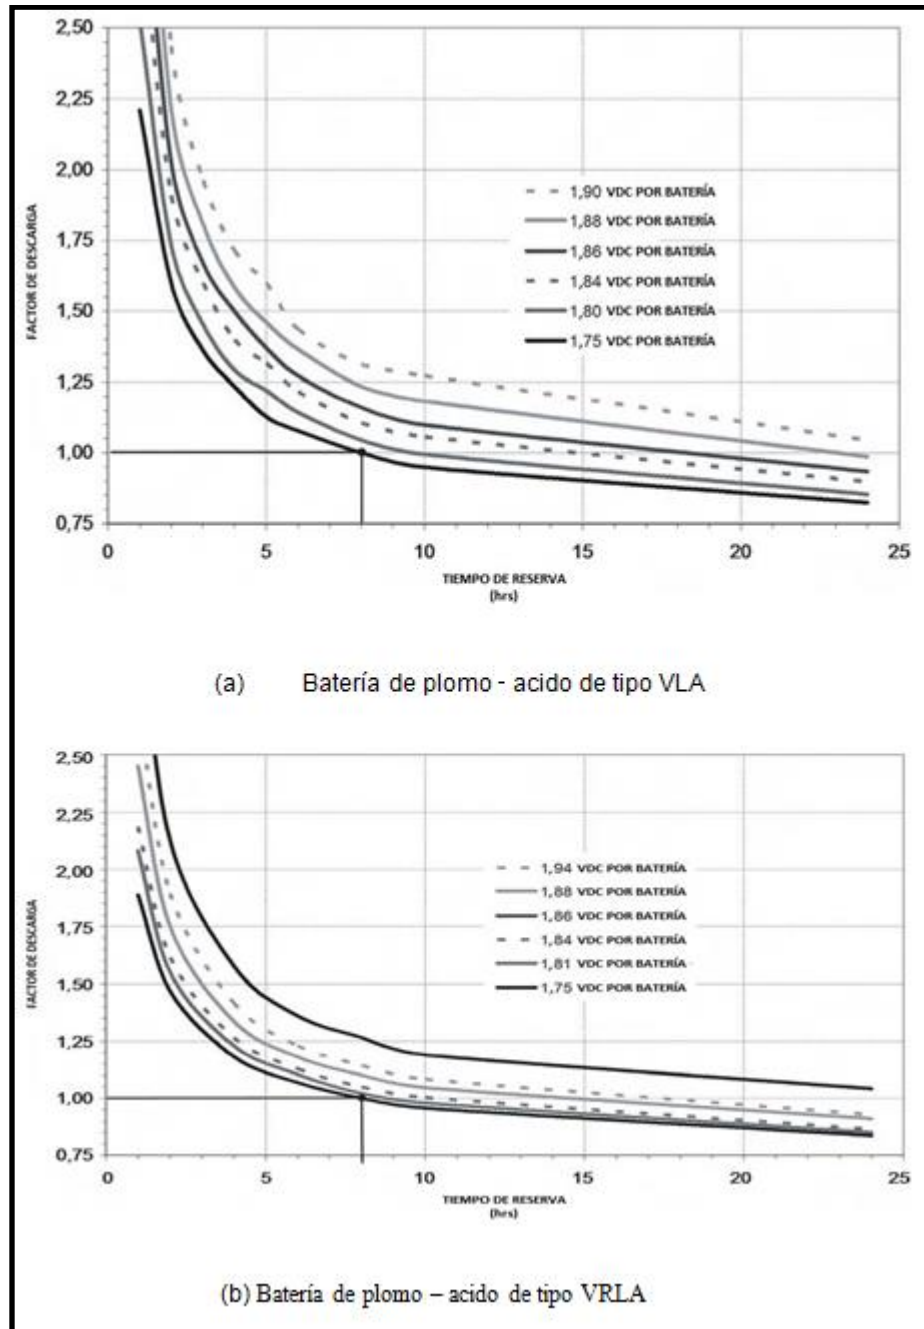 2,50
2,25
2,00
1,75
1,50
1,25
1,00
0,75
FACTOR DE DESCARGA
1,90 VDC POR BATERÍA
1,88 VDC POR BATERÍA
1,86 VDC POR BATERÍA
1,84 VDC POR BATERÍA
1,80 VDC POR BATERÍA
1,75 VDC POR BATERÍA
0 5 10 15 20 25
TIEMPO DE RESERVA
(hrs)
(a) Batería de plomo - acido de tipo VLA
2,50
2,25
2,00
1,75
1,50
1,25
1,00
0,75
FACTOR DE DESCARGA
1,94 VDC POR BATERÍA
1,88 VDC POR BATERÍA
1,86 VDC POR BATERÍA
1,84 VDC POR BATERÍA
1,81 VDC POR BATERÍA
1,75 VDC POR BATERÍA
0 5 10 15 20 25
TIEMPO DE RESERVA
(hrs)
(b) Batería de plomo – acido de tipo VRLA